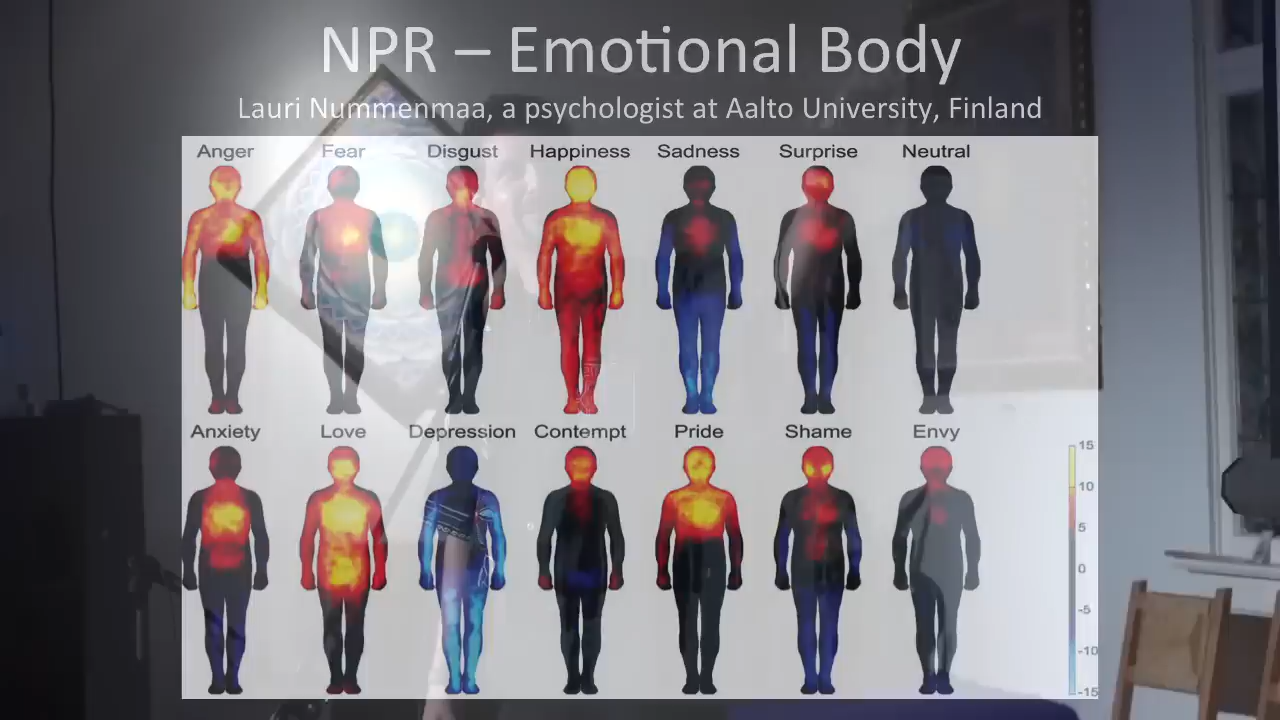 NPR – Emotional Body
Lauri Nummenmaa, a psychologist at Aalto University, Finland
Anger Fear Disgust Happiness Sadness Surprise Neutral
Anxiety Love Depression Contempt Pride Shame Envy
15
10
5
0
-5
-10
-15